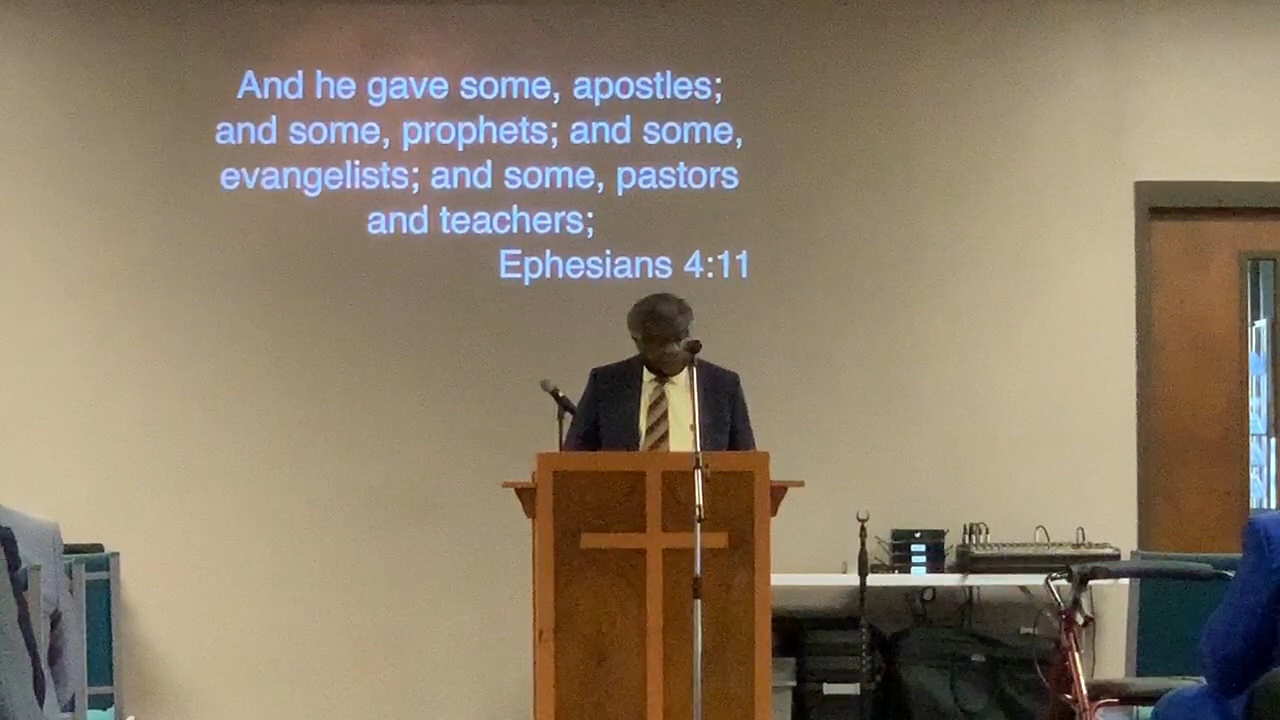 And he gave some, apostles;
and some, prophets; and some,
evangelists; and some, pastors
and teachers;
Ephesians 4:11